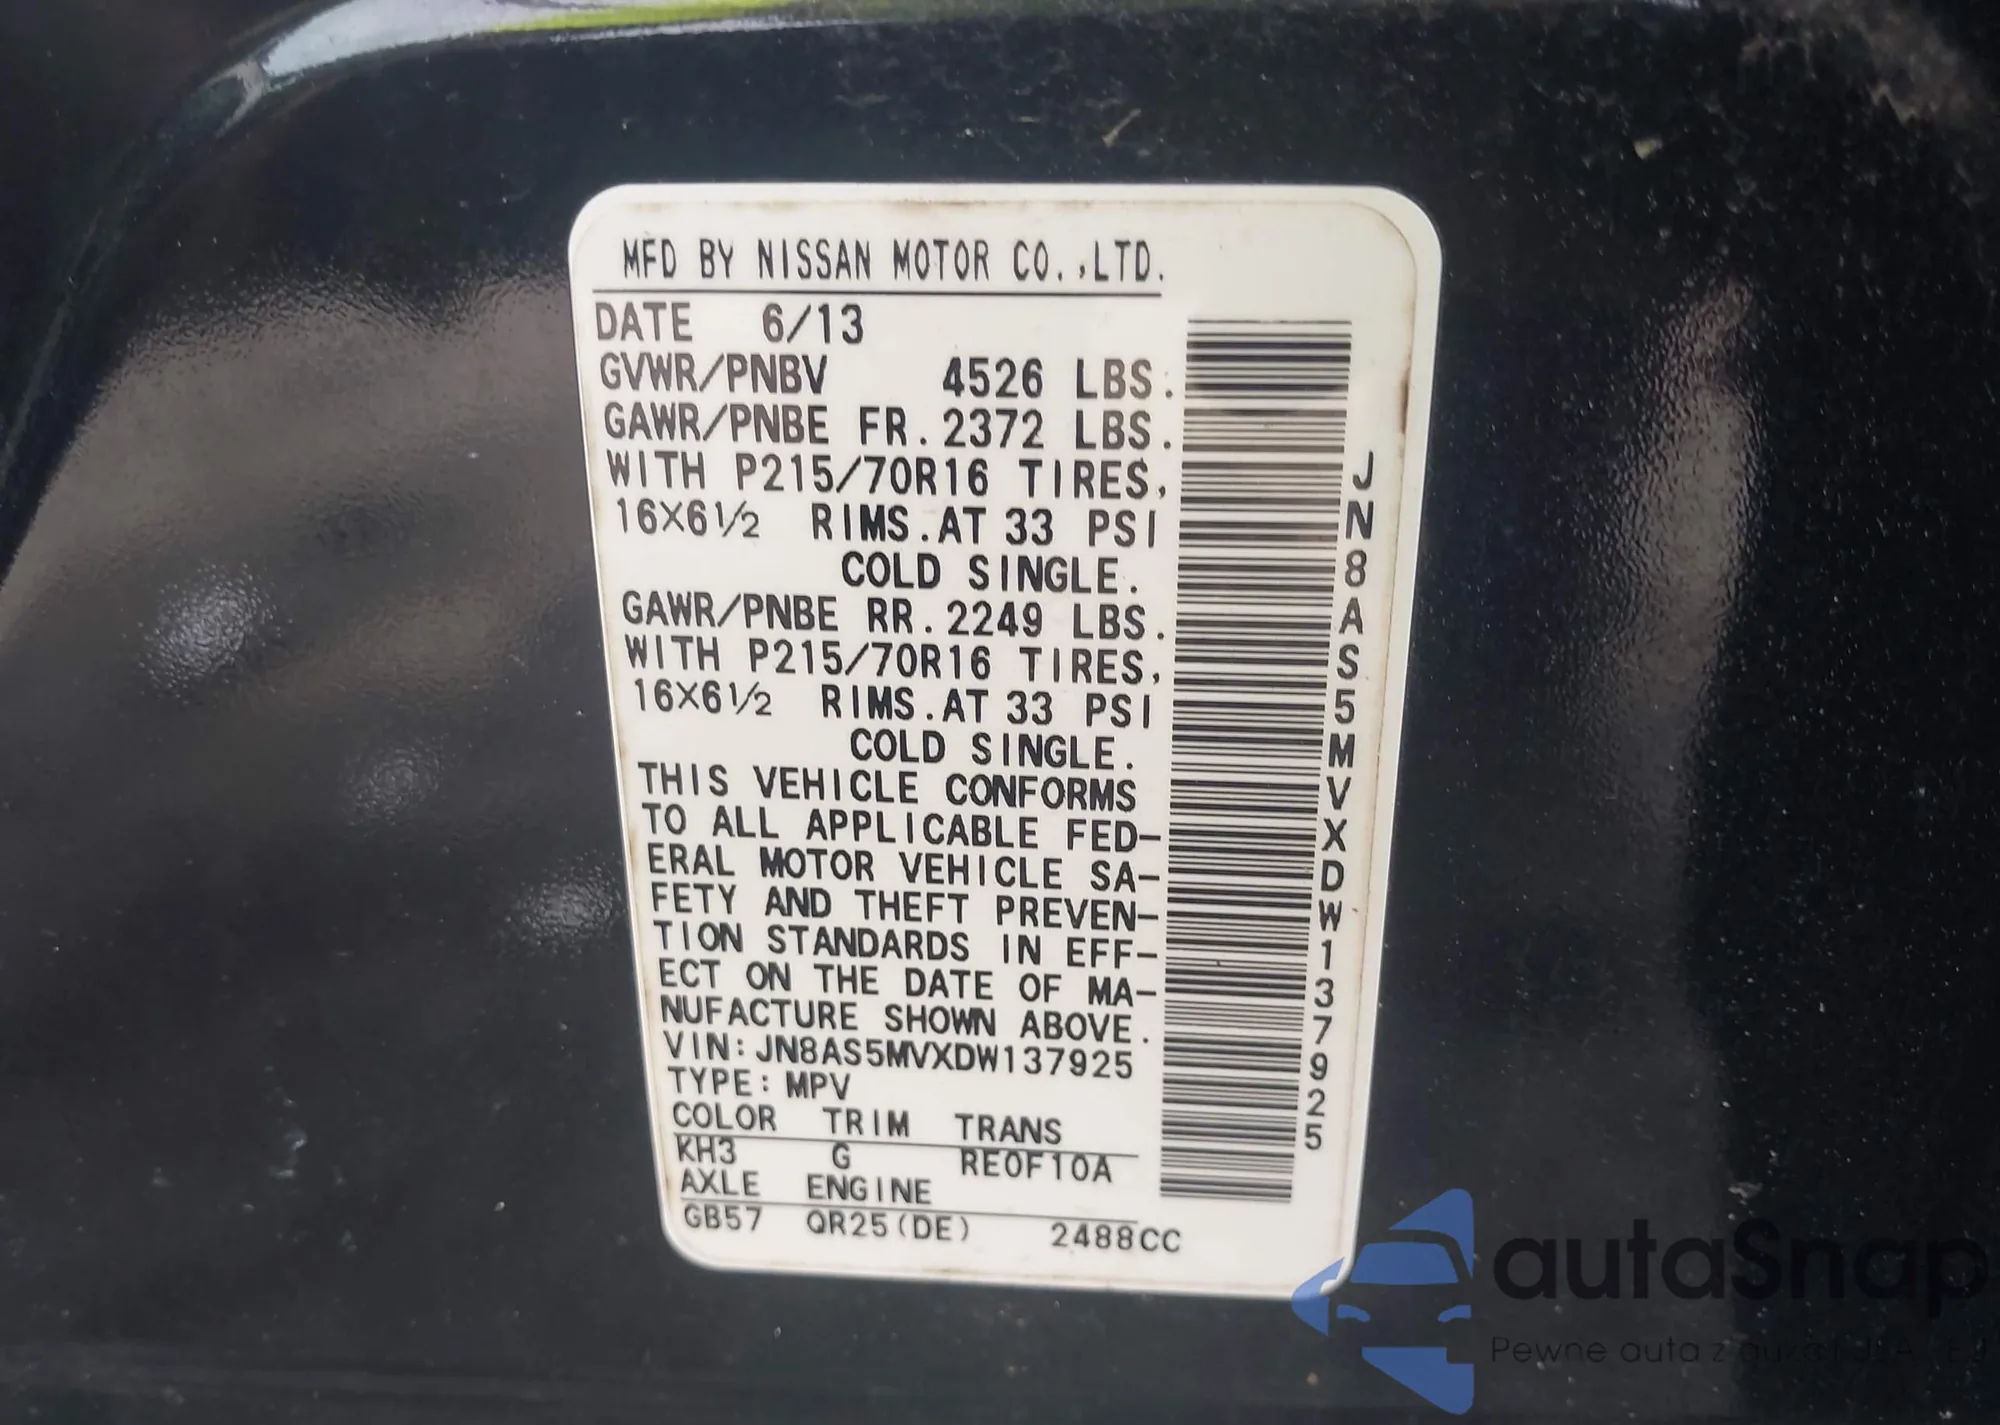 MFD BY NISSAN MOTOR CO.,LTD.
DATE 6/13
GVWR/PNBV 4526 LBS.
GAWR/PNBE FR.2372 LBS.
WITH P215/70R16 TIRES,
16X6½ RIMS.AT 33 PSI
COLD SINGLE.
GAWR/PNBE RR.2249 LBS.
WITH P215/70R16 TIRES,
16X6½ RIMS.AT 33 PSI
COLD SINGLE.
THIS VEHICLE CONFORMS
TO ALL APPLICABLE FED-
ERAL MOTOR VEHICLE SA-
FETY AND THEFT PREVEN-
TION STANDARDS IN EFF-
ECT ON THE DATE OF MA-
NUFACTURE SHOWN ABOVE.
VIN:JN8AS5MVXDW137925
TYPE:MPV
COLOR TRIM TRANS
KH3 G RE0F10A
AXLE ENGINE
GB57 QR25(DE) 2488CC
JN8AS5MVXDW137925
autaSnap
Pewne auta z